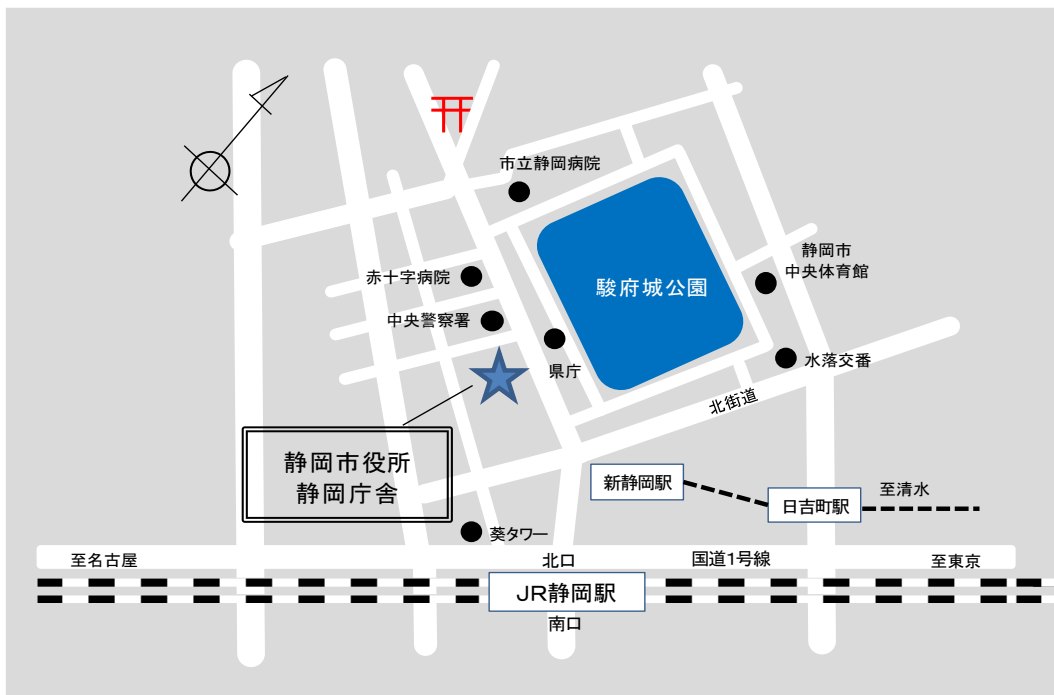 市立静岡病院
静岡市
中央体育館
赤十字病院
駿府城公園
中央警察署
県庁
水落交番
北街道
静岡市役所
静岡庁舎
新静岡駅
日吉町駅
至清水
葵タワー
至名古屋
北口
国道1号線
至東京
JR静岡駅
南口